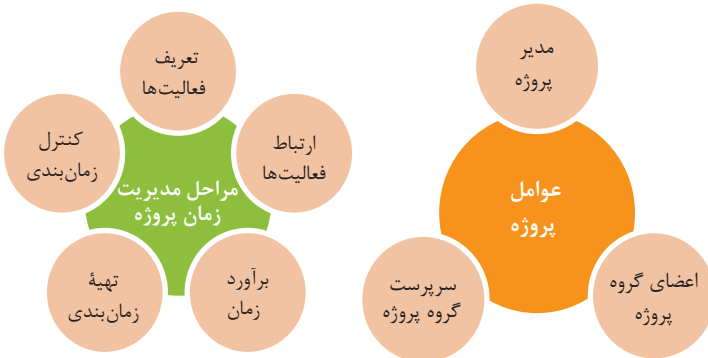 مدیر
پروژه
عوامل
پروژه
اعضای گروه
پروژه
سرپرست
گروه پروژه
تعریف
فعالیت‌ها
ارتباط
فعالیت‌ها
برآورد
زمان
تهیهٔ
زمان‌بندی
کنترل
زمان‌بندی
مراحل مدیریت
زمان پروژه